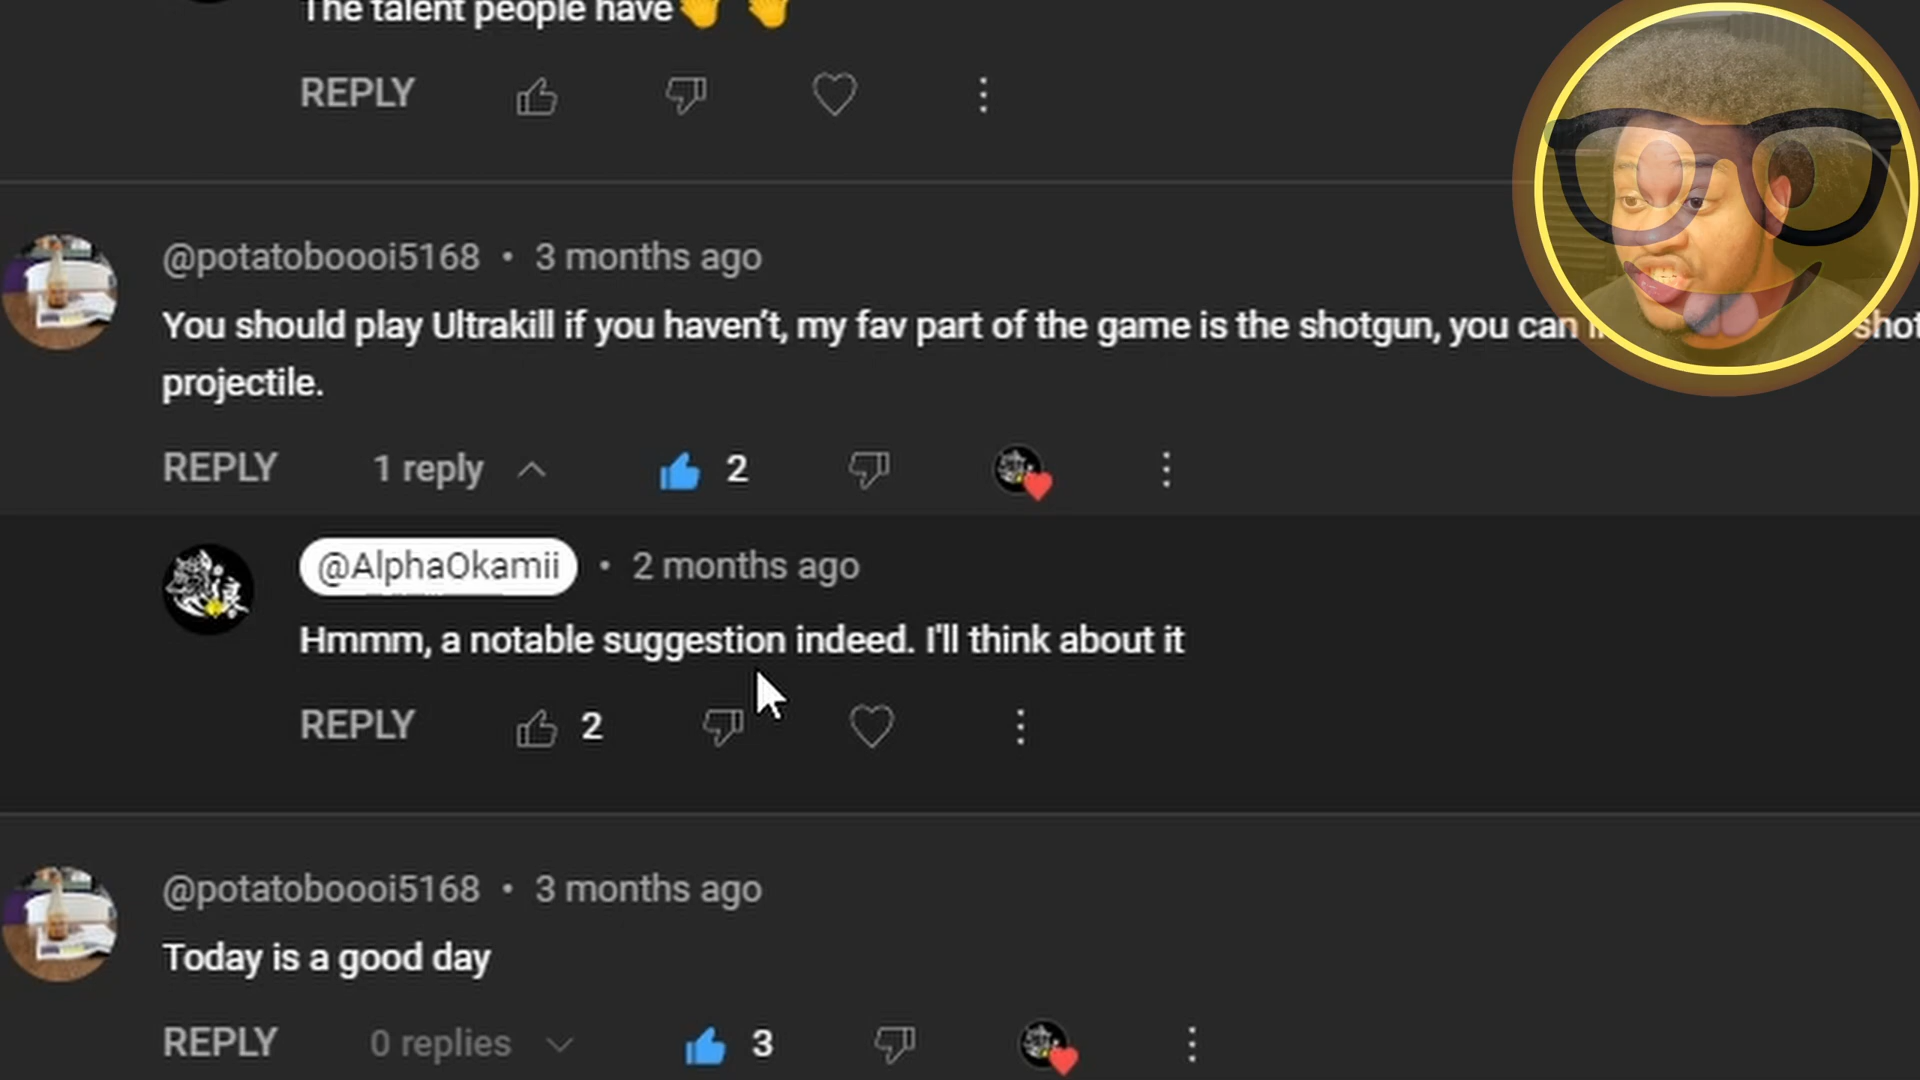 The talent people have👋 👋
REPLY
@potatoboooi5168 • 3 months ago
You should play Ultrakill if you haven't, my fav part of the game is the shotgun, you can shot
projectile.
REPLY 1 reply 2
@AlphaOkamii • 2 months ago
Hmmm, a notable suggestion indeed. I'll think about it
REPLY 2
@potatoboooi5168 • 3 months ago
Today is a good day
REPLY 0 replies 3